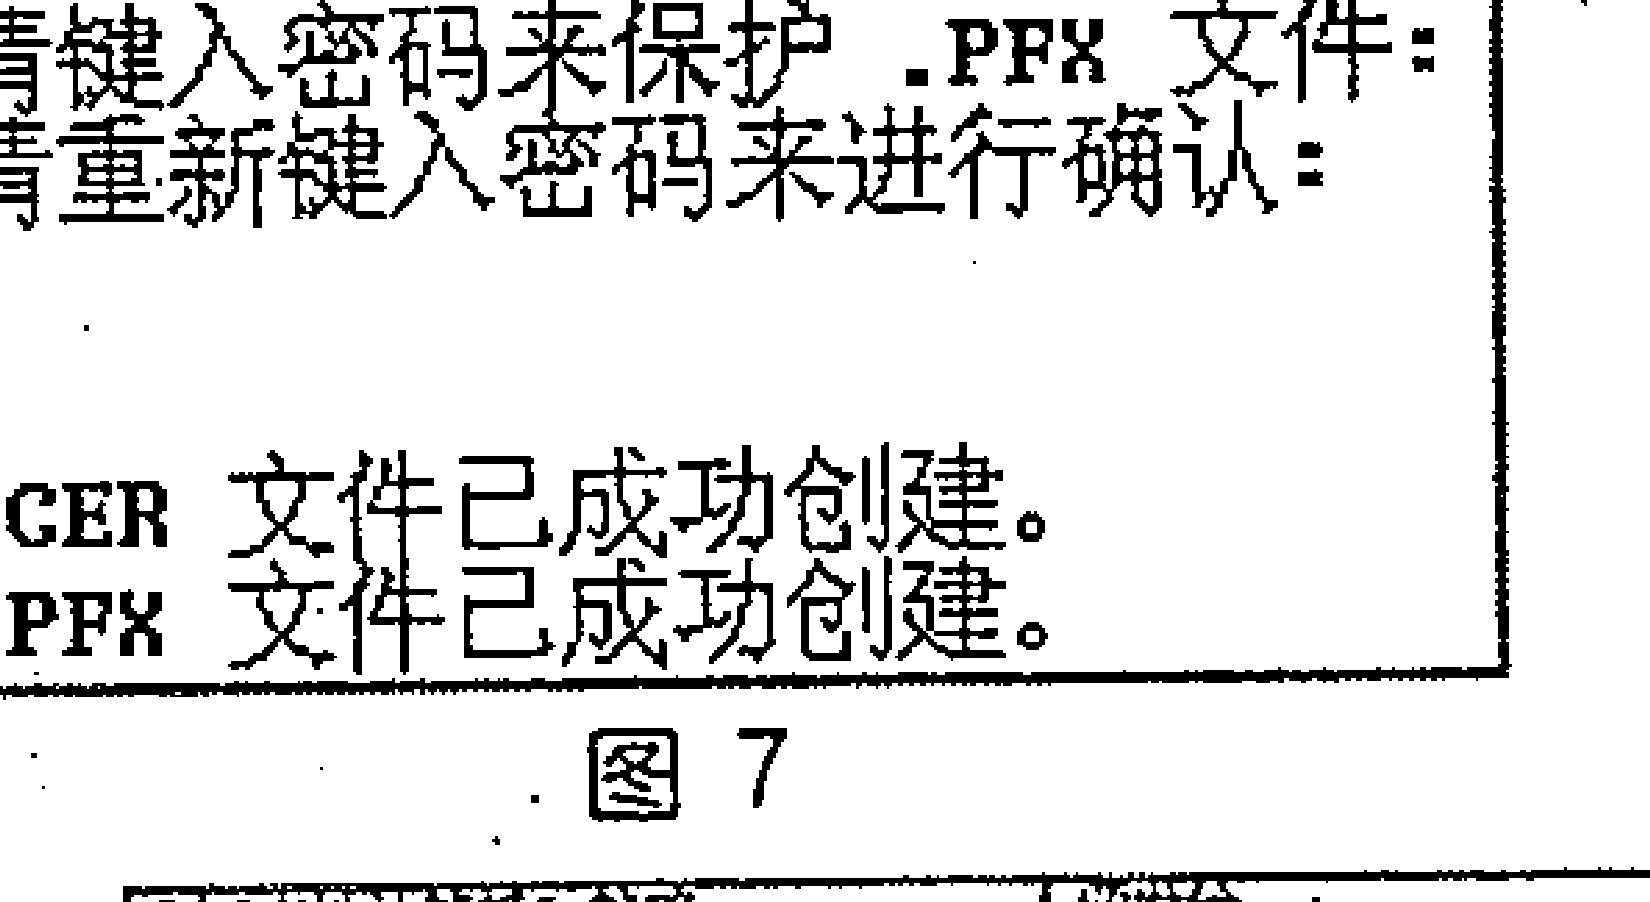 请键入密码来保护 .PFX 文件:
请重新键入密码来进行确认:
CER 文件已成功创建。
PFX 文件已成功创建。
图 7